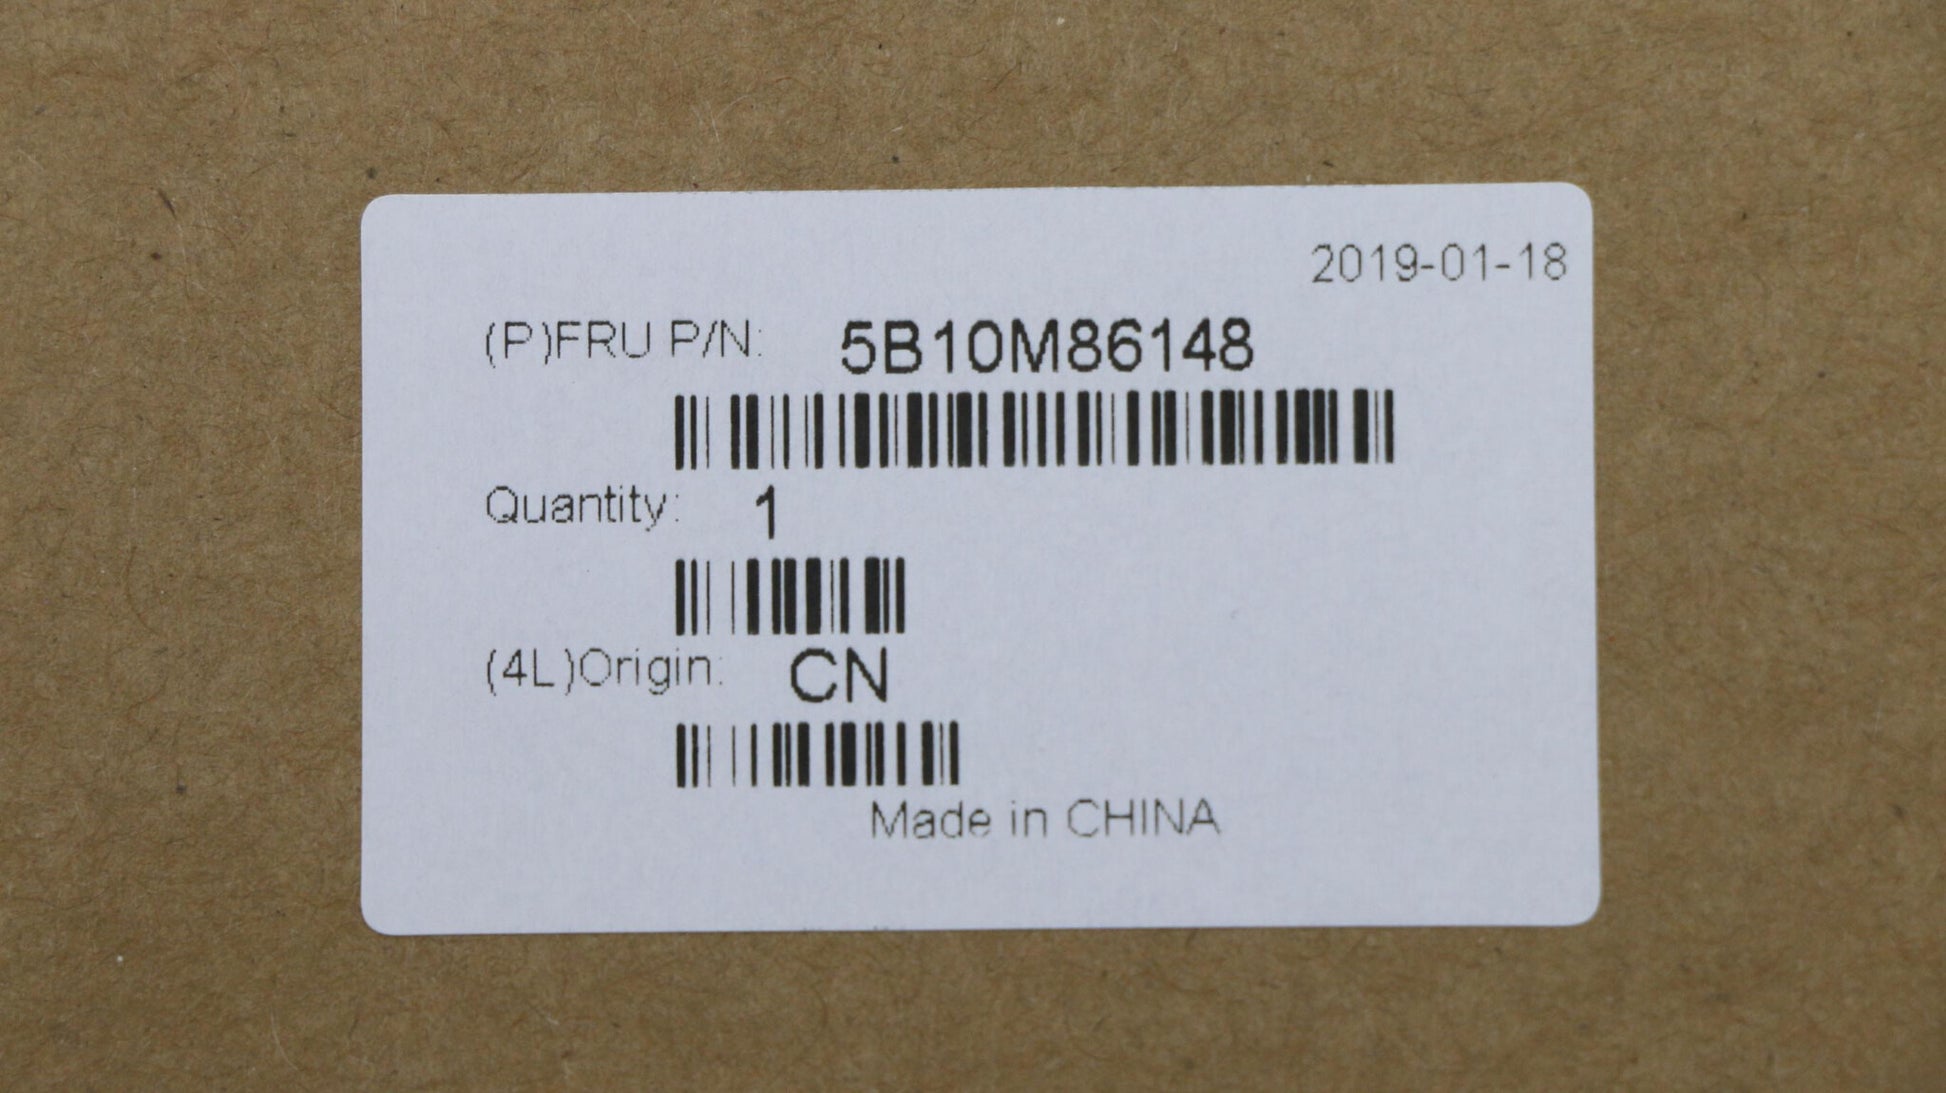 2019-01-18
(P)FRU P/N: 5B10M86148
Quantity: 1
(4L)Origin: CN
Made in CHINA